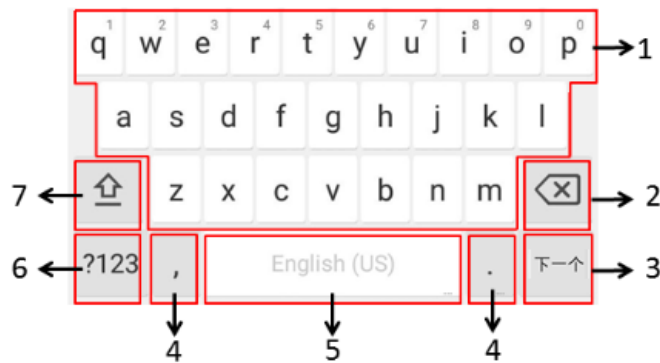 1 2 3 4 5 6 7 8 9 0
q w e r t y u i o p 1
a s d f g h j k l
7 z x c v b n m 2
6 ?123 , English (US) . 下一个 3
4 5 4